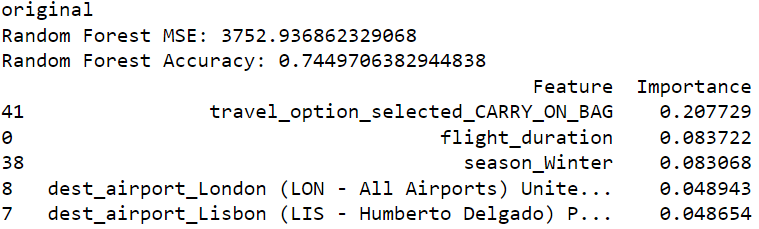 original
Random Forest MSE: 3752.936862329068
Random Forest Accuracy: 0.7449706382944838
Feature Importance
41 travel_option_selected_CARRY_ON_BAG 0.207729
0 flight_duration 0.083722
38 season_Winter 0.083068
8 dest_airport_London (LON - All Airports) Unite... 0.048943
7 dest_airport_Lisbon (LIS - Humberto Delgado) P... 0.048654